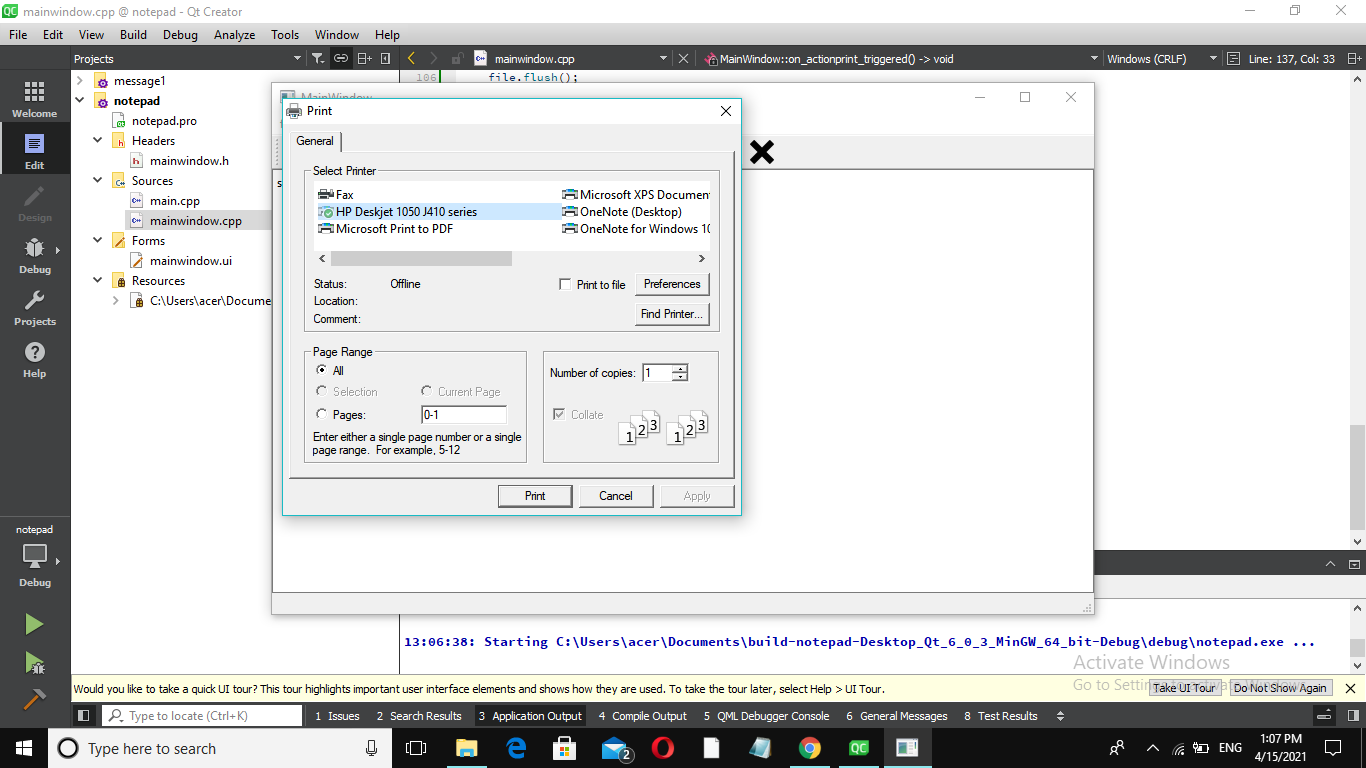 mainwindow.cpp @ notepad - Qt Creator
File Edit View Build Debug Analyze Tools Window Help
Projects mainwindow.cpp MainWindow::on_actionprint_triggered() -> void Windows (CRLF) Line: 137, Col: 33
106 file.flush();
Welcome
Edit
Design
Debug
Projects
Help
notepad
Debug
message1
notepad
notepad.pro
Headers
mainwindow.h
Sources
main.cpp
mainwindow.cpp
Forms
mainwindow.ui
Resources
C:\Users\acer\Docume
MainWindow
Print
General
Select Printer
Fax
HP Deskjet 1050 J410 series
Microsoft Print to PDF
Microsoft XPS Documen
OneNote (Desktop)
OneNote for Windows 10
Status: Offline
Location:
Comment:
Print to file
Preferences
Find Printer...
Page Range
All
Selection Current Page
Pages: 0-1
Enter either a single page number or a single
page range. For example, 5-12
Number of copies: 1
Collate
1 2 3 1 2 3
Print Cancel Apply
13:06:38: Starting C:\Users\acer\Documents\build-notepad-Desktop_Qt_6_0_3_MinGW_64_bit-Debug\debug\notepad.exe ...
Activate Windows
Would you like to take a quick UI tour? This tour highlights important user interface elements and shows how they are used. To take the tour later, select Help > UI Tour.
Go to Settin
Take UI Tour Do Not Show Again
Type to locate (Ctrl+K) 1 Issues 2 Search Results 3 Application Output 4 Compile Output 5 QML Debugger Console 6 General Messages 8 Test Results
Type here to search
2
QC
ENG
1:07 PM
4/15/2021